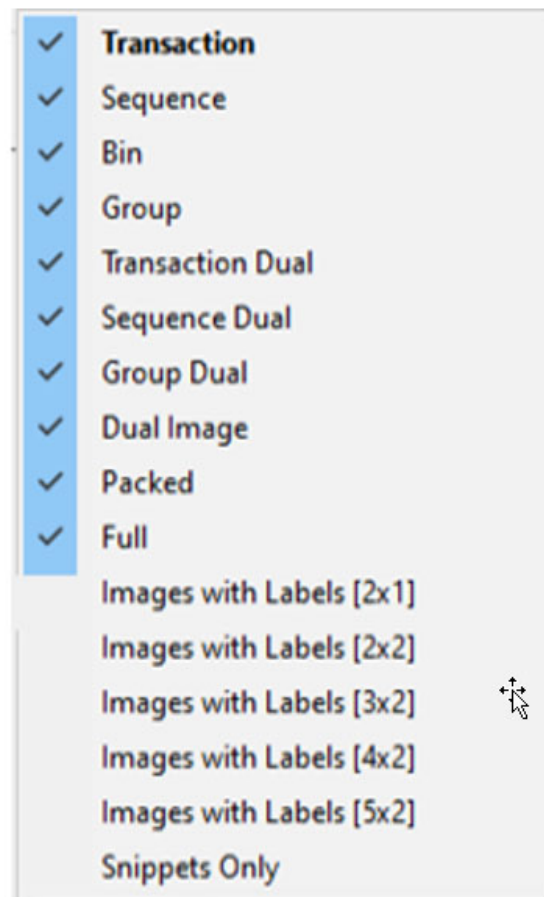 Transaction
Sequence
Bin
Group
Transaction Dual
Sequence Dual
Group Dual
Dual Image
Packed
Full
Images with Labels [2x1]
Images with Labels [2x2]
Images with Labels [3x2]
Images with Labels [4x2]
Images with Labels [5x2]
Snippets Only